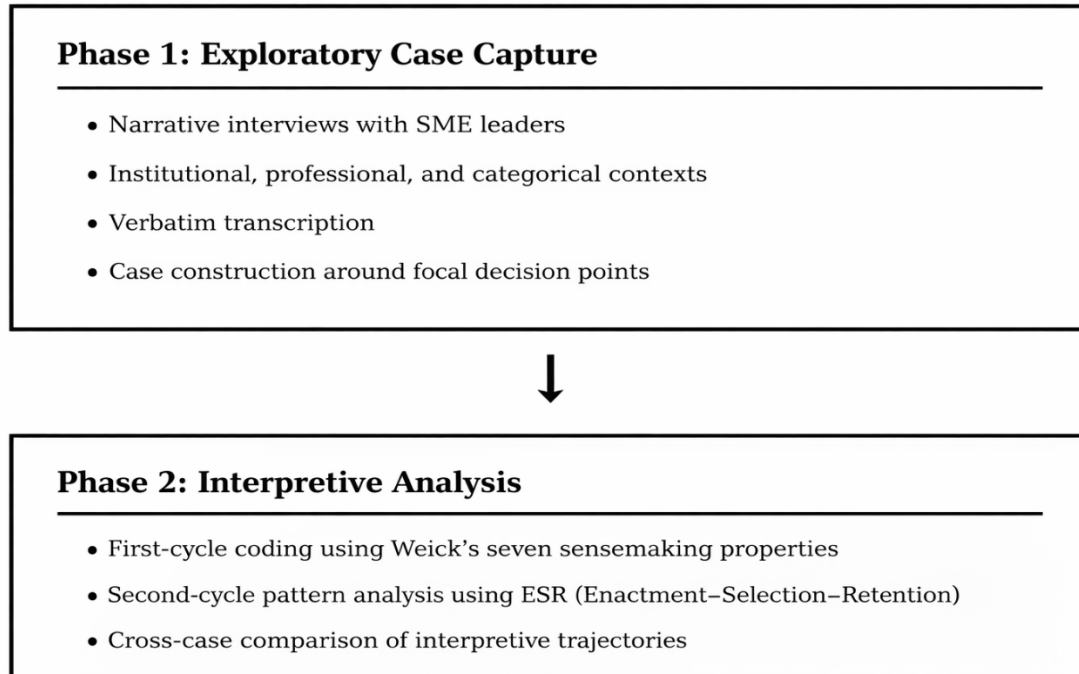 Phase 1: Exploratory Case Capture
• Narrative interviews with SME leaders
• Institutional, professional, and categorical contexts
• Verbatim transcription
• Case construction around focal decision points
Phase 2: Interpretive Analysis
• First-cycle coding using Weick’s seven sensemaking properties
• Second-cycle pattern analysis using ESR (Enactment–Selection–Retention)
• Cross-case comparison of interpretive trajectories